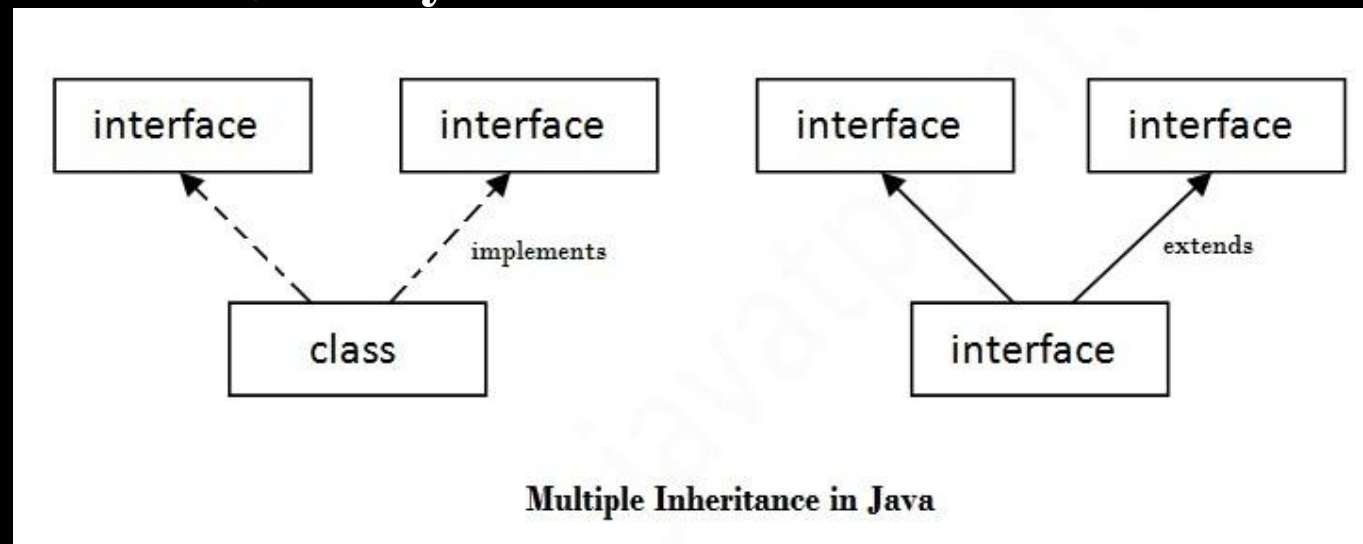 interface interface interface interface
implements extends
class interface
Multiple Inheritance in Java